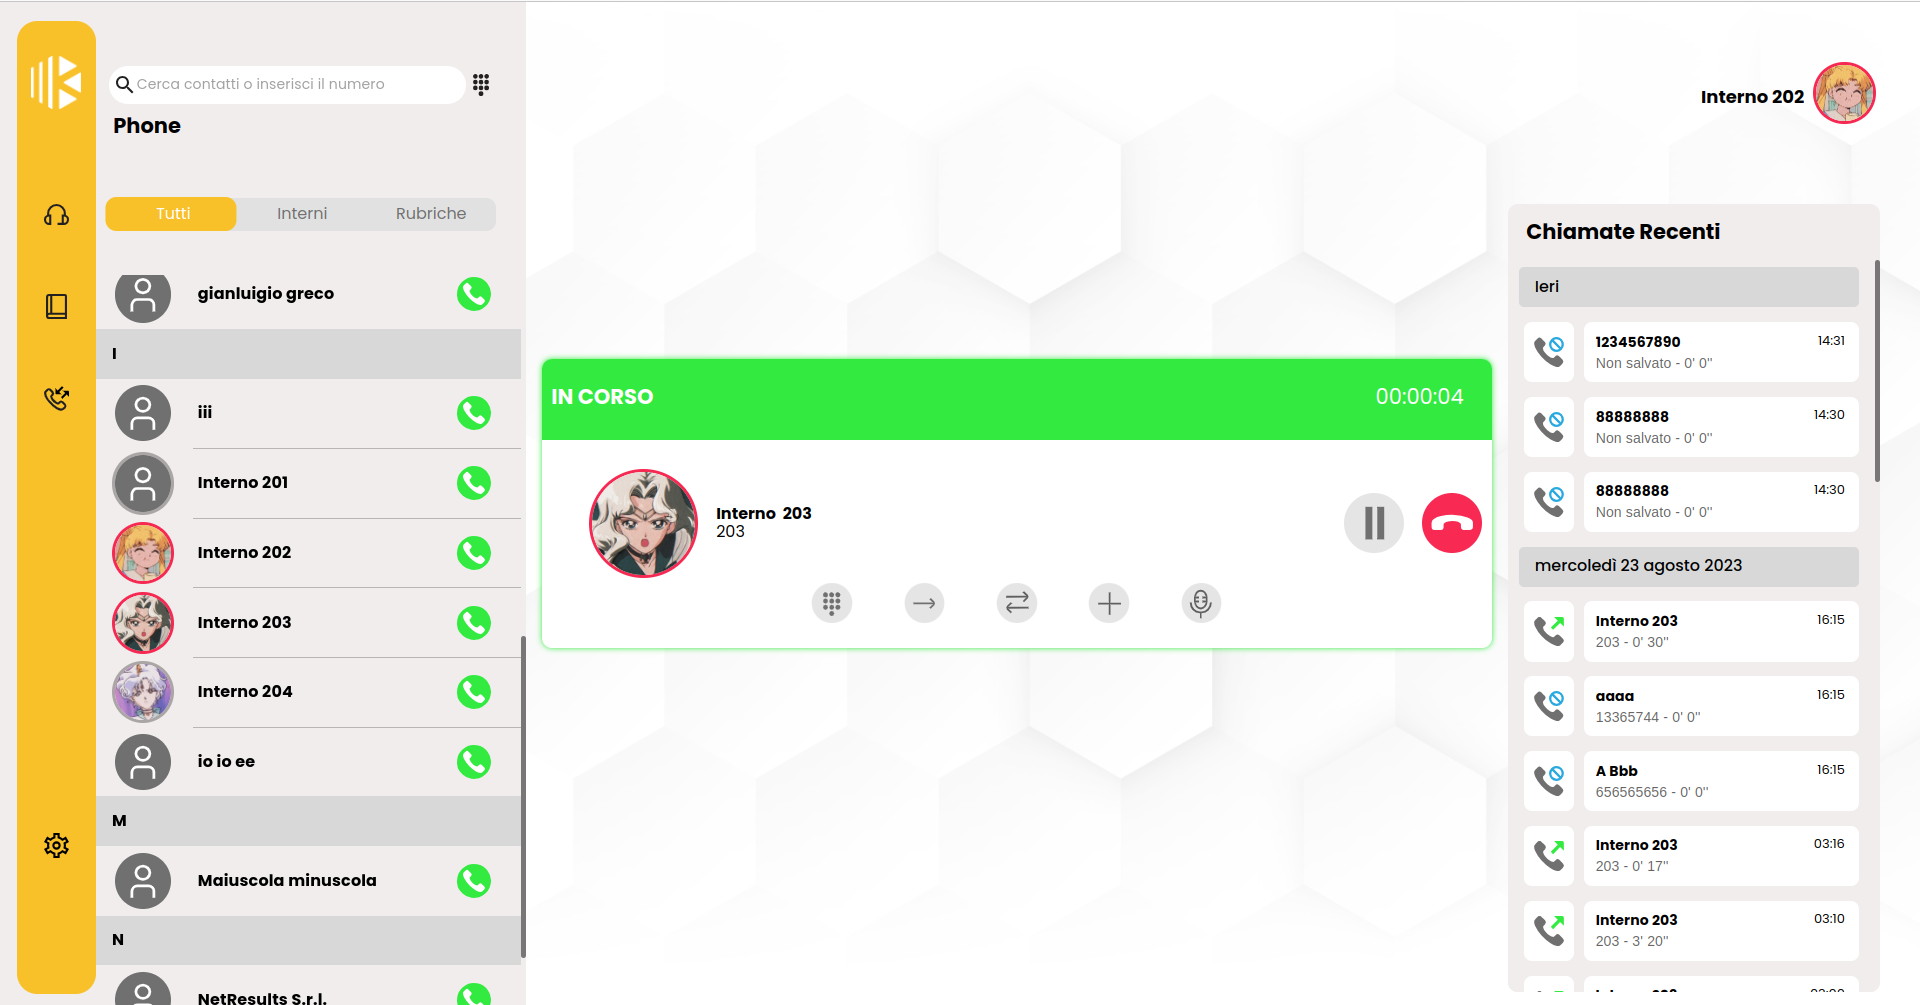 Cerca contatti o inserisci il numero
Phone
Tutti Interni Rubriche
gianluigio greco
I
iii
Interno 201
Interno 202
Interno 203
Interno 204
io io ee
M
Maiuscola minuscola
N
NetResults S.r.l.
IN CORSO 00:00:04
Interno 203
203
Interno 202
Chiamate Recenti
Ieri
1234567890 14:31
Non salvato - 0' 0''
88888888 14:30
Non salvato - 0' 0''
88888888 14:30
Non salvato - 0' 0''
mercoledì 23 agosto 2023
Interno 203 16:15
203 - 0' 30''
aaaa 16:15
13365744 - 0' 0''
A Bbb 16:15
656565656 - 0' 0''
Interno 203 03:16
203 - 0' 17''
Interno 203 03:10
203 - 3' 20''